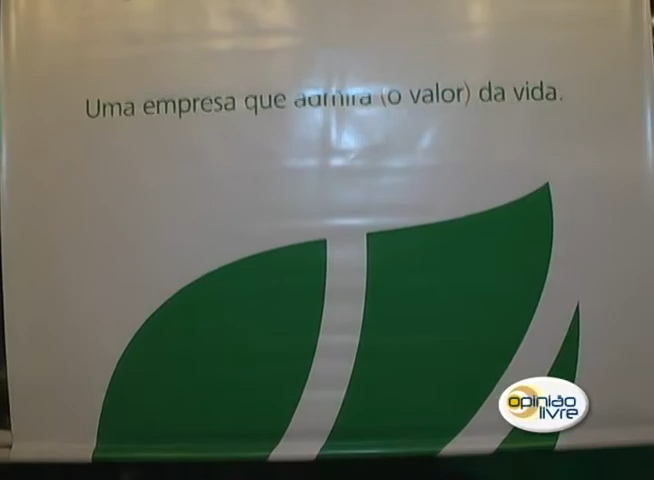 Uma empresa que admira (o valor) da vida.
opinião
livre